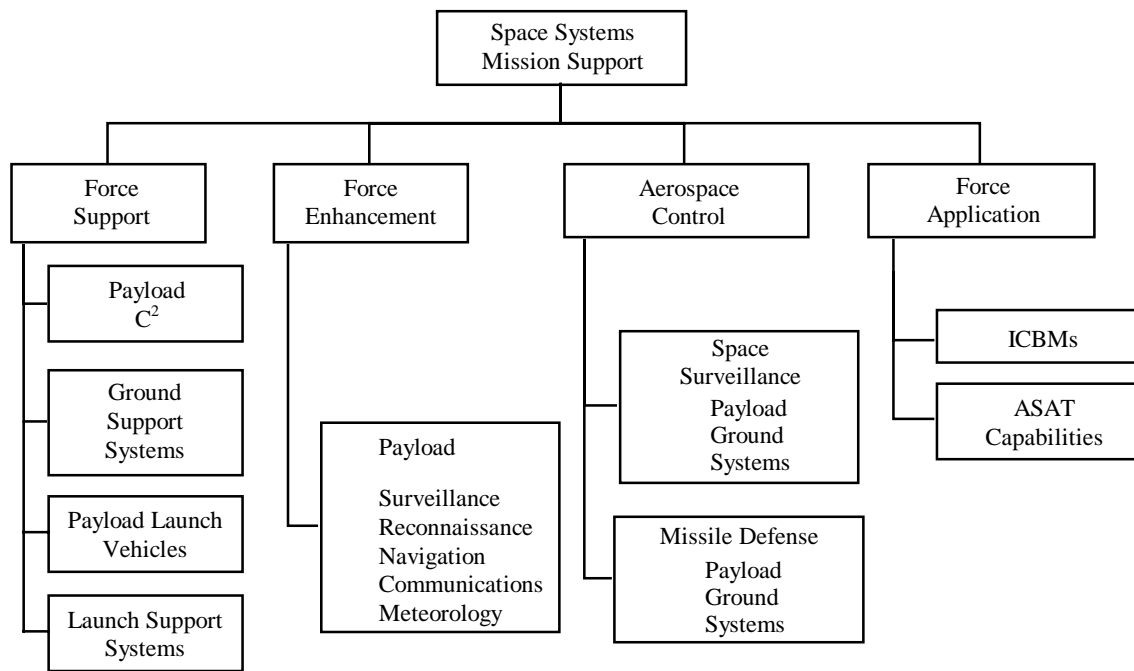 Space Systems
Mission Support
Force
Support
Force
Enhancement
Aerospace
Control
Force
Application
Payload
C²
Ground
Support
Systems
Payload Launch
Vehicles
Launch Support
Systems
Payload
Surveillance
Reconnaissance
Navigation
Communications
Meteorology
Space
Surveillance
Payload
Ground
Systems
Missile Defense
Payload
Ground
Systems
ICBMs
ASAT
Capabilities